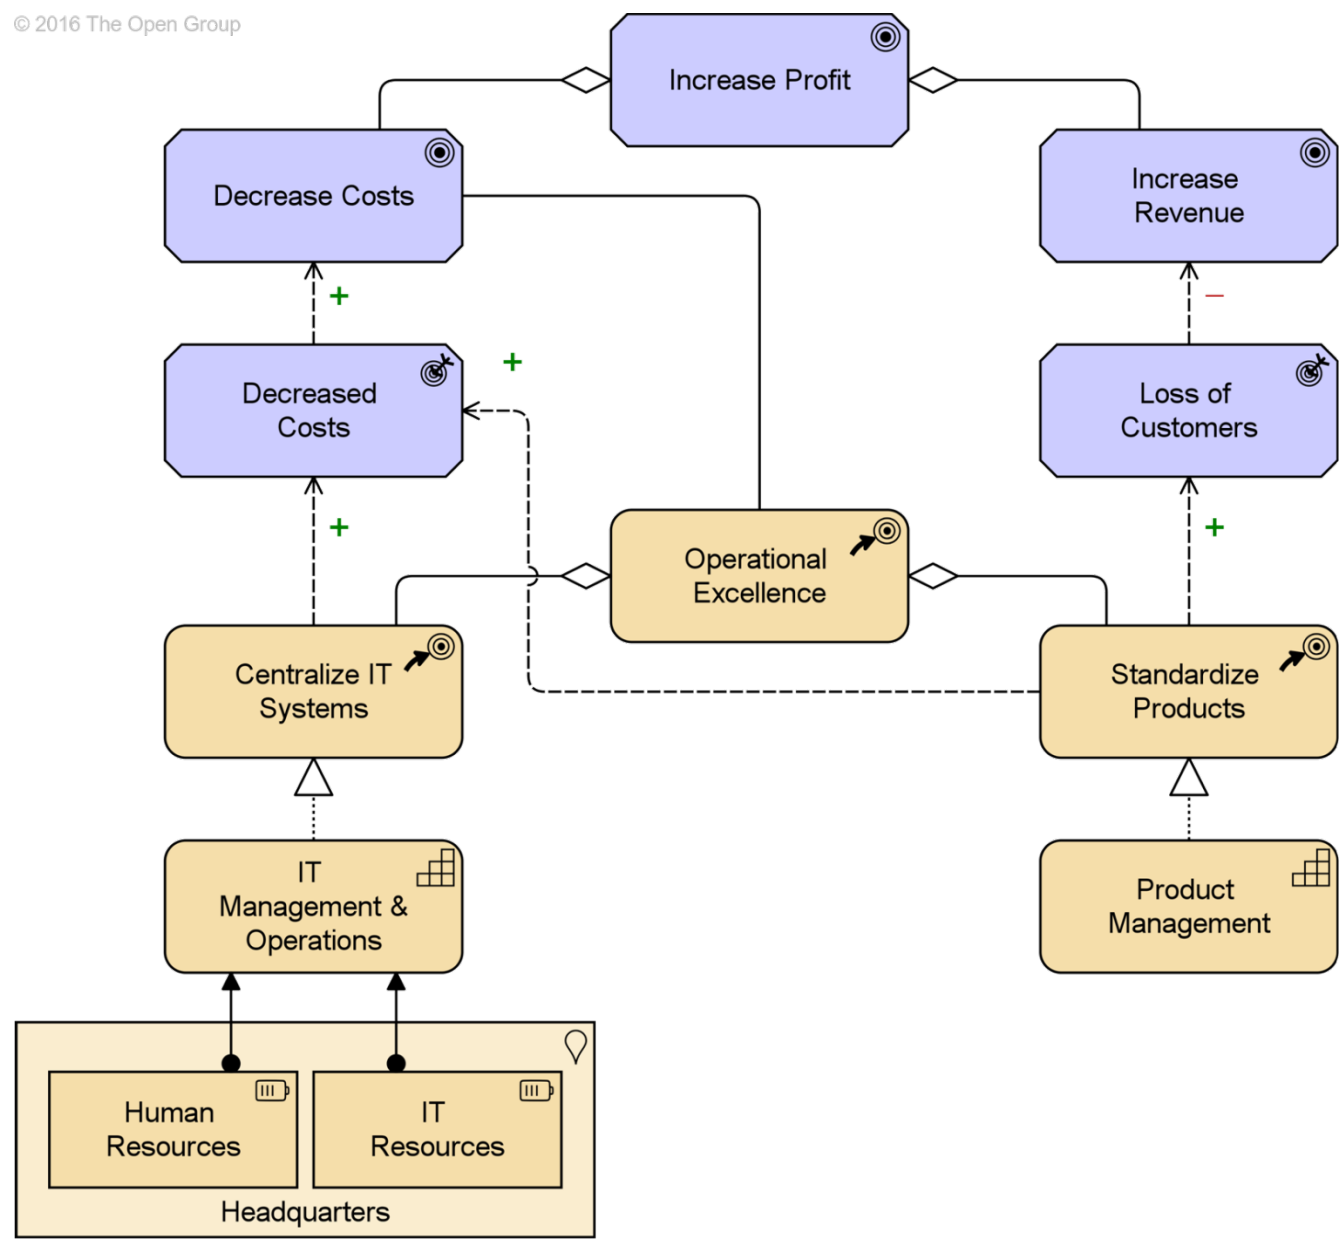 © 2016 The Open Group
Increase Profit
Decrease Costs
Increase
Revenue
+
−
Decreased
Costs
+
Loss of
Customers
+
+
Operational
Excellence
Centralize IT
Systems
Standardize
Products
IT
Management &
Operations
Product
Management
Human
Resources
IT
Resources
Headquarters